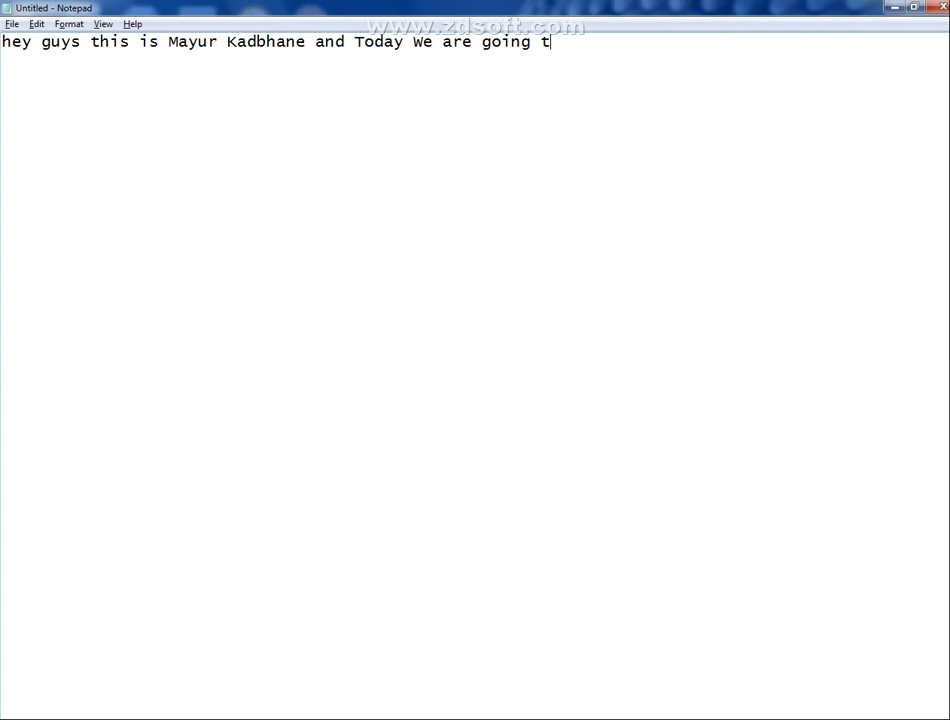 Untitled - Notepad
File Edit Format View Help
www.zdsoft.com
hey guys this is Mayur Kadbhane and Today We are going t